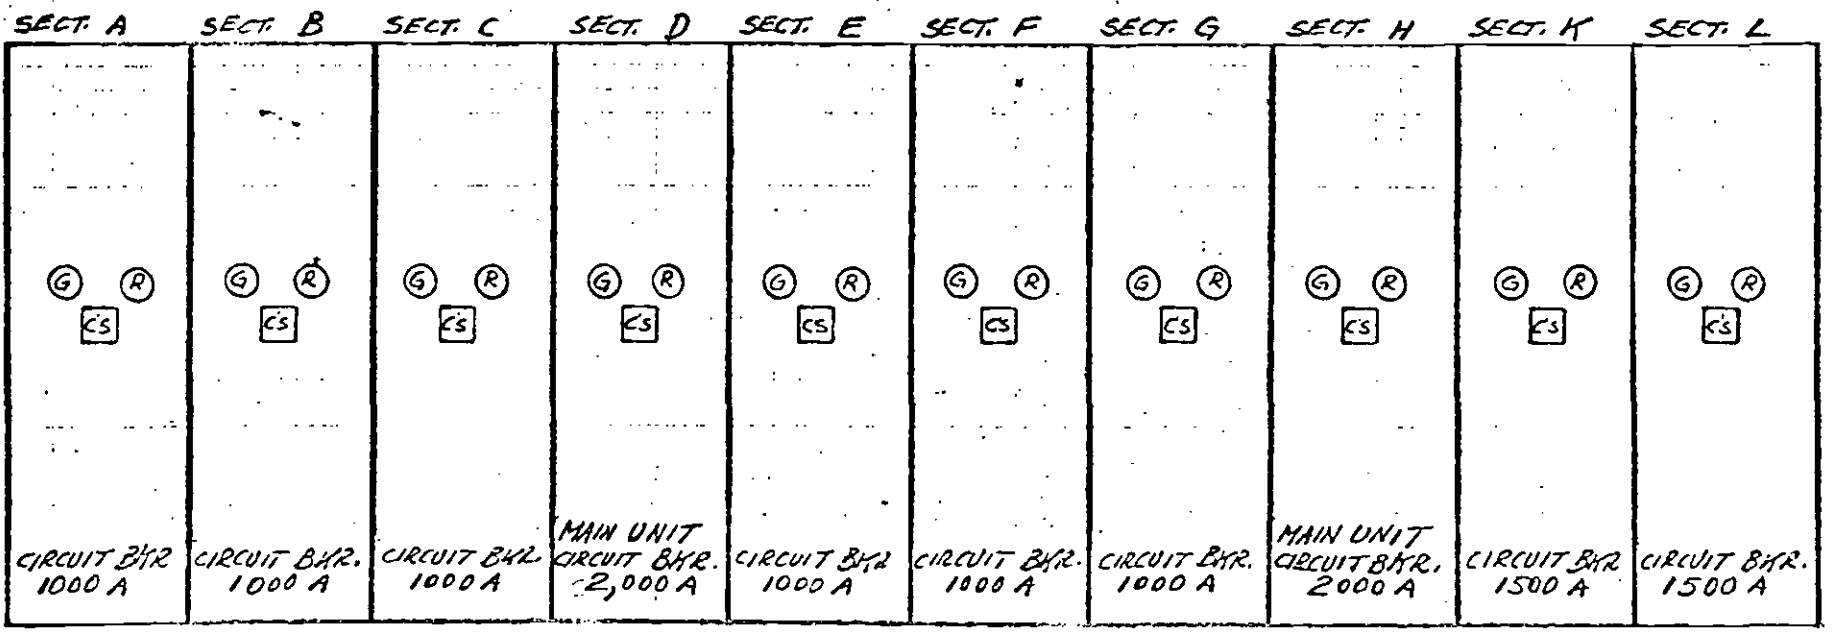 SECT. A SECT. B SECT. C SECT. D SECT. E SECT. F SECT. G SECT. H SECT. K SECT. L
G R G R G R G R G R G R G R G R G R G R
CS CS CS CS CS CS CS CS CS CS
MAIN UNIT MAIN UNIT
CIRCUIT BKR CIRCUIT BKR. CIRCUIT BKR CIRCUIT BKR. CIRCUIT BKR CIRCUIT BKR. CIRCUIT BKR. CIRCUIT BKR. CIRCUIT BKR CIRCUIT BKR.
1000 A 1000 A 1000 A 2,000 A 1000 A 1000 A 1000 A 2000 A 1500 A 1500 A